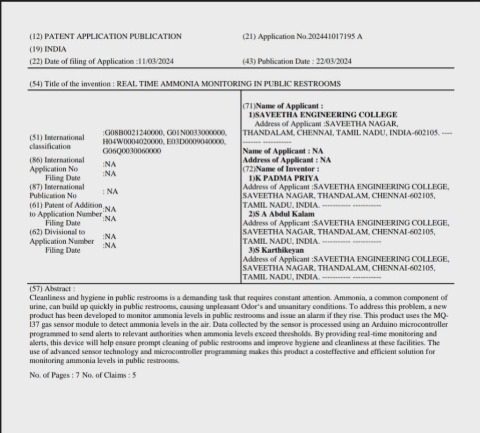 (12) PATENT APPLICATION PUBLICATION (21) Application No.202441017195 A
(19) INDIA
(22) Date of filing of Application :11/03/2024 (43) Publication Date : 22/03/2024
(54) Title of the invention : REAL TIME AMMONIA MONITORING IN PUBLIC RESTROOMS
(51) International
classification
:G08B0021240000, G01N0033000000,
H04W0004020000, E03D0009040000,
G06Q0030060000
(86) International
Application No
Filing Date
:NA
:NA
(87) International
Publication No
: NA
(61) Patent of Addition
to Application Number
Filing Date
:NA
:NA
(62) Divisional to
Application Number
Filing Date
:NA
:NA
(71)Name of Applicant :
1)SAVEETHA ENGINEERING COLLEGE
Address of Applicant :SAVEETHA NAGAR,
THANDALAM, CHENNAI, TAMIL NADU, INDIA-602105. ----
------- -----------
Name of Applicant : NA
Address of Applicant : NA
(72)Name of Inventor :
1)K PADMA PRIYA
Address of Applicant :SAVEETHA ENGINEERING COLLEGE,
SAVEETHA NAGAR, THANDALAM, CHENNAI-602105,
TAMIL NADU, INDIA. ----------- -----------
2)S A Abdul Kalam
Address of Applicant :SAVEETHA ENGINEERING COLLEGE,
SAVEETHA NAGAR, THANDALAM, CHENNAI-602105,
TAMIL NADU, INDIA. ----------- -----------
3)S Karthikeyan
Address of Applicant :SAVEETHA ENGINEERING COLLEGE,
SAVEETHA NAGAR, THANDALAM, CHENNAI-602105,
TAMIL NADU, INDIA. ----------- -----------
(57) Abstract :
Cleanliness and hygiene in public restrooms is a demanding task that requires constant attention. Ammonia, a common component of
urine, can build up quickly in public restrooms, causing unpleasant Odor's and unsanitary conditions. To address this problem, a new
product has been developed to monitor ammonia levels in public restrooms and issue an alarm if they rise. This product uses the MQ-
137 gas sensor module to detect ammonia levels in the air. Data collected by the sensor is processed using an Arduino microcontroller
programmed to send alerts to relevant authorities when ammonia levels exceed thresholds. By providing real-time monitoring and
alerts, this device will help ensure prompt cleaning of public restrooms and improve hygiene and cleanliness at these facilities. The
use of advanced sensor technology and microcontroller programming makes this product a costeffective and efficient solution for
monitoring ammonia levels in public restrooms.
No. of Pages : 7 No. of Claims : 5